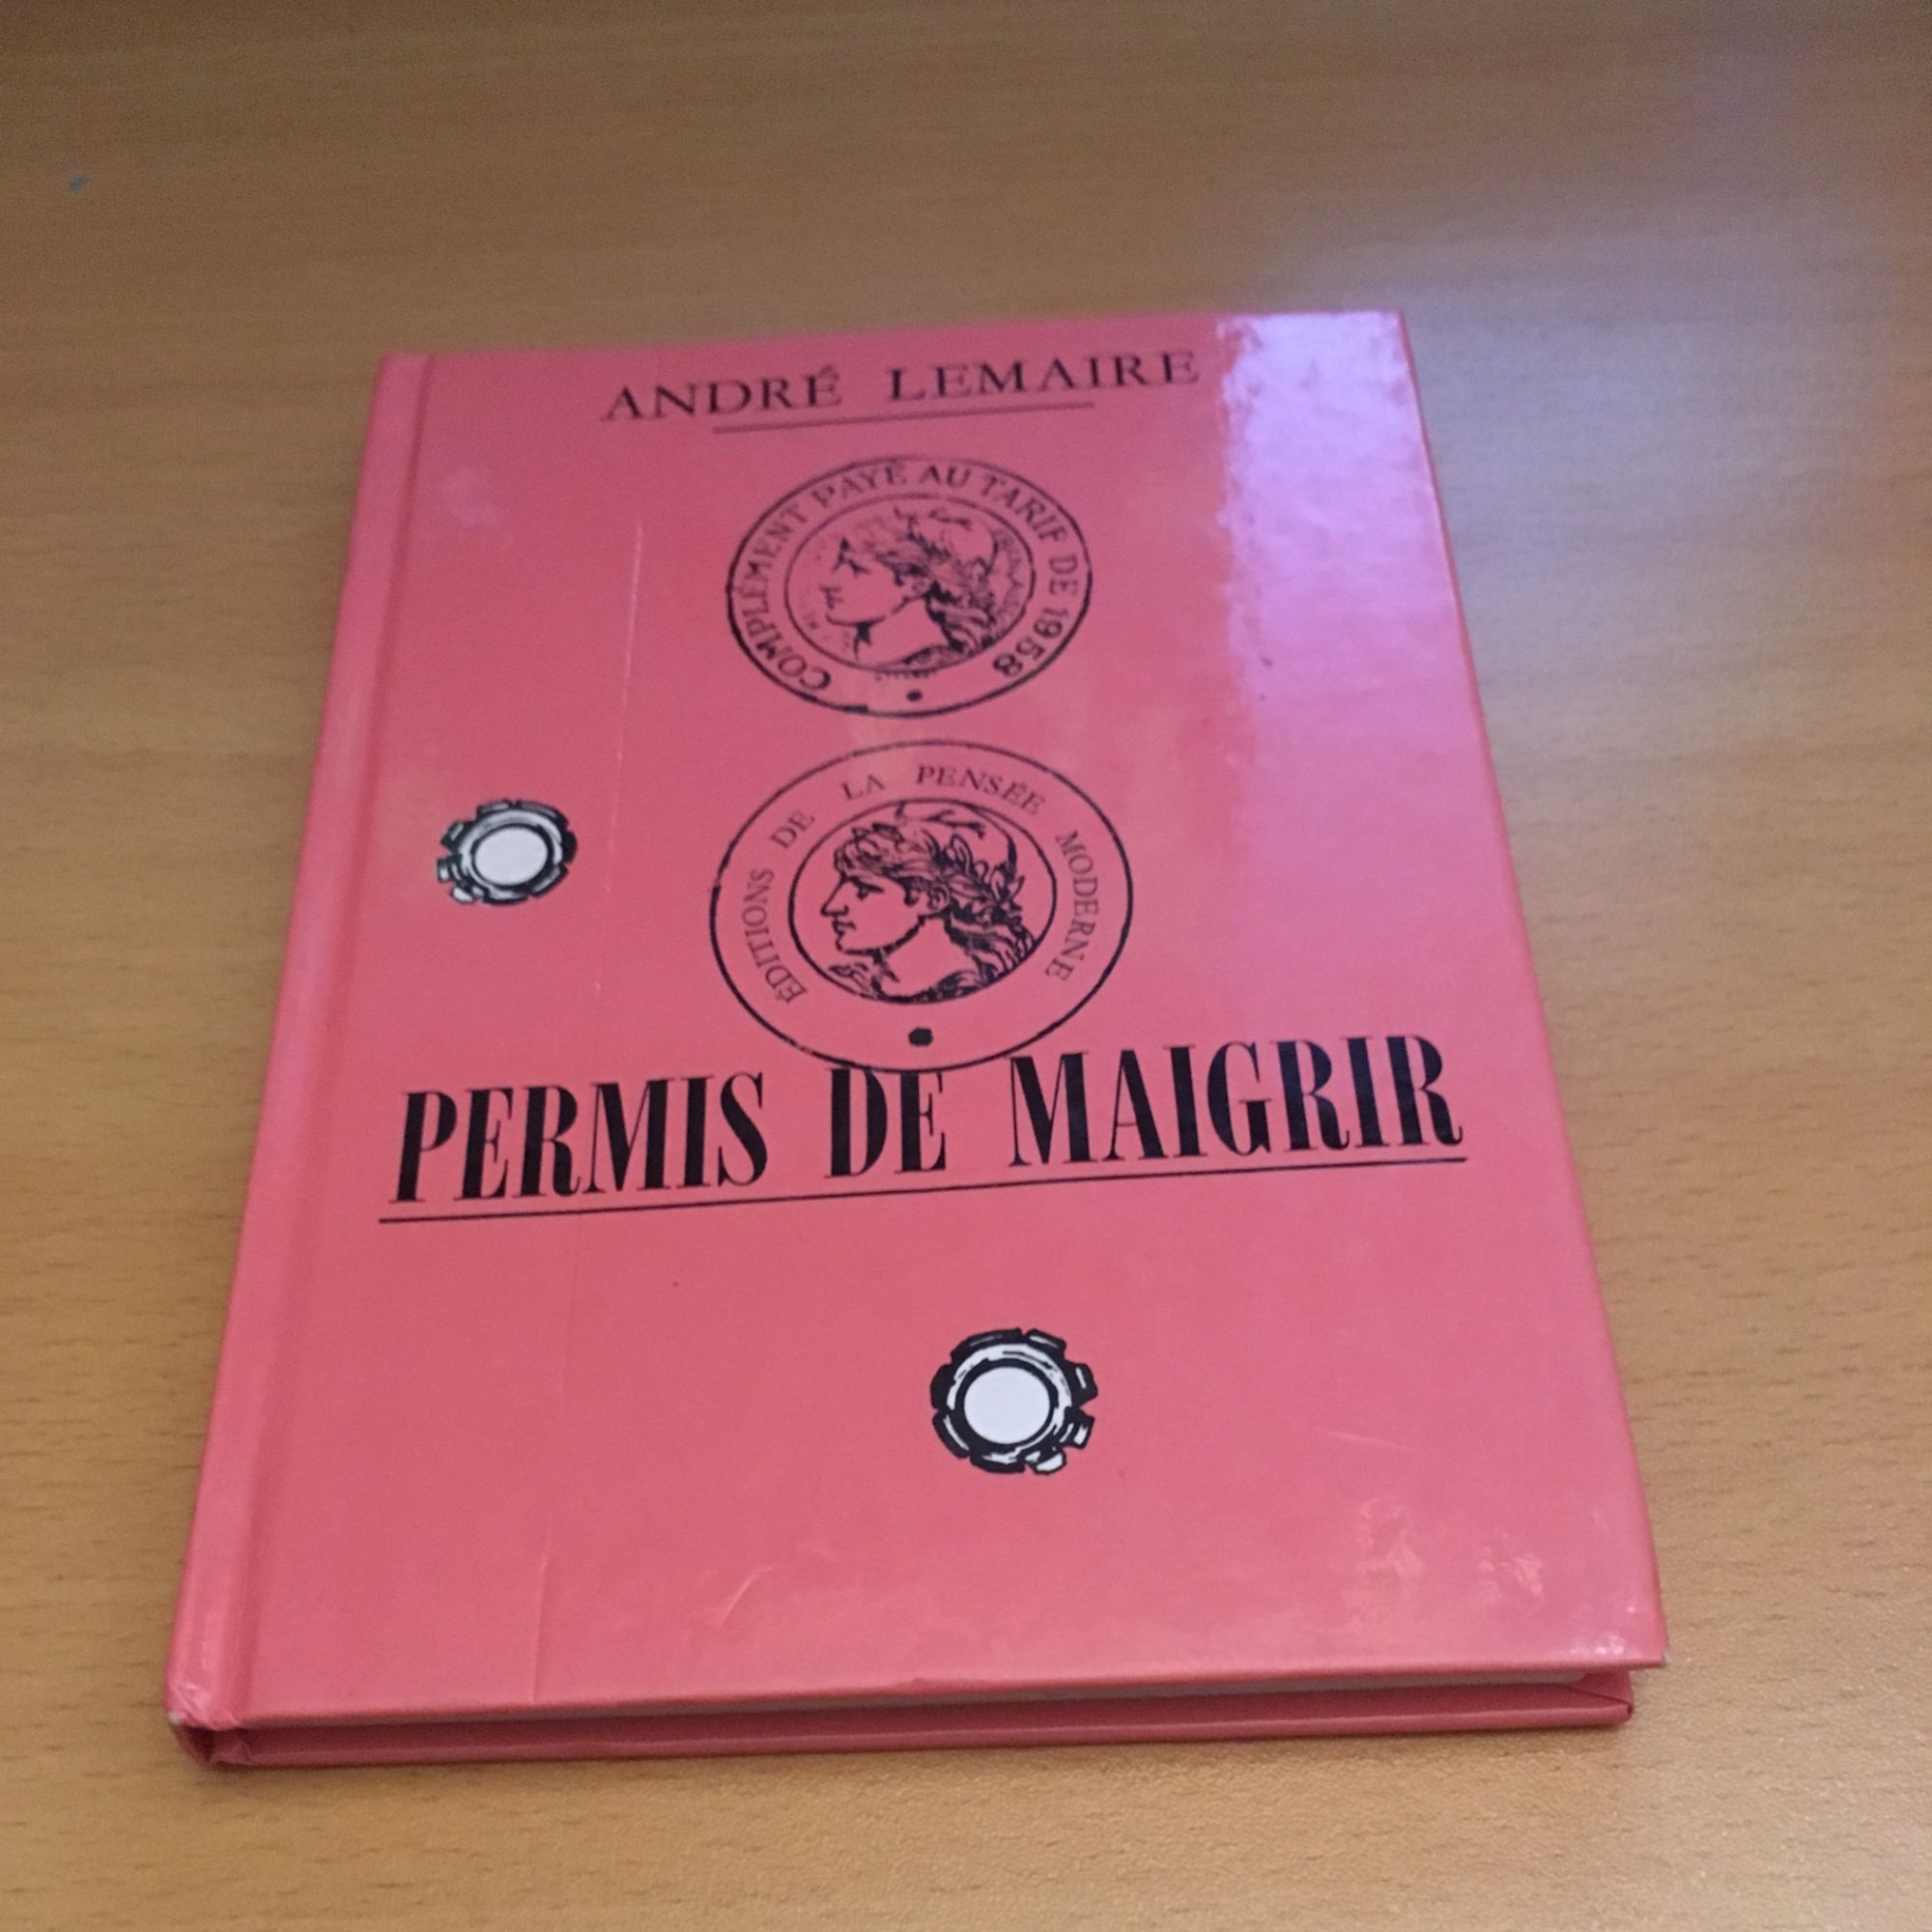 ANDRÉ LEMAIRE
COMPLÉMENT PAYÉ AU TARIF DE 1958
ÉDITIONS DE LA PENSÉE MODERNE
PERMIS DE MAIGRIR